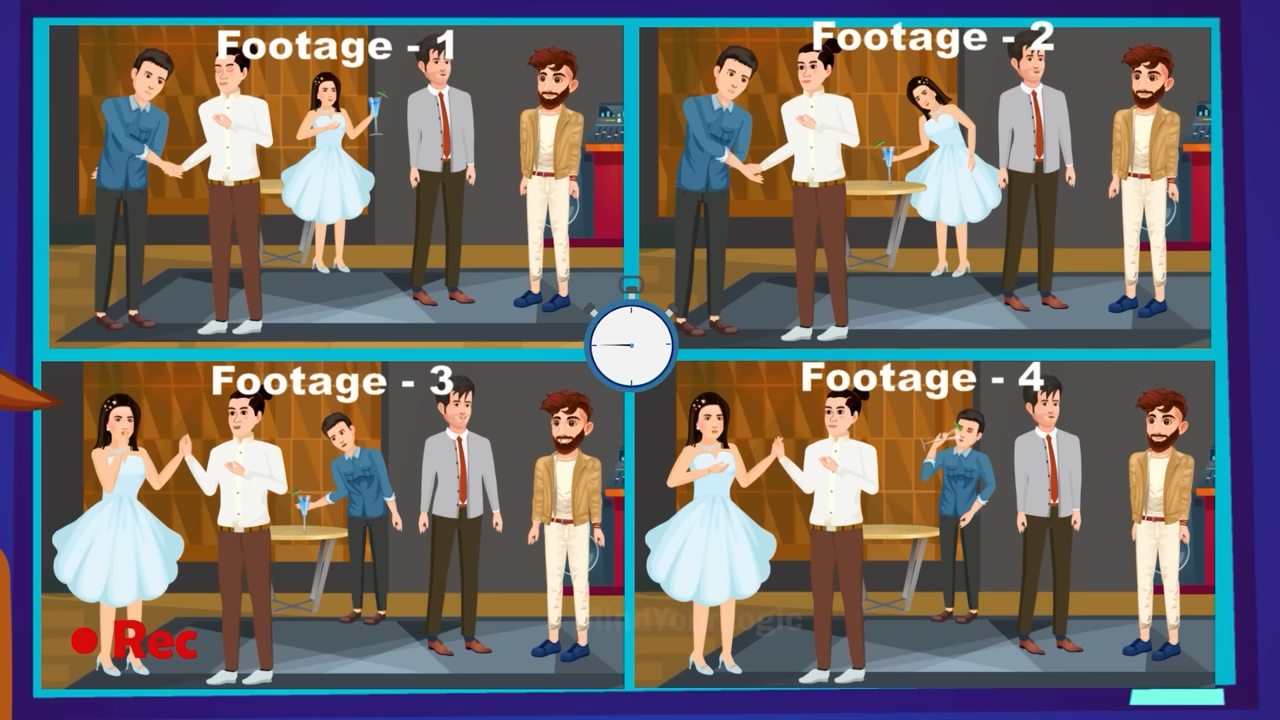 Footage - 1
Footage - 2
Footage - 3
Footage - 4
Rec